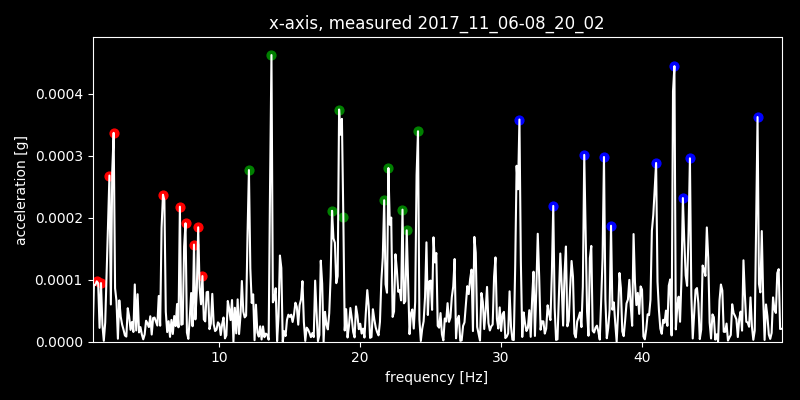 x-axis, measured 2017_11_06-08_20_02
acceleration [g]
0.0004
0.0003
0.0002
0.0001
0.0000
10 20 30 40
frequency [Hz]